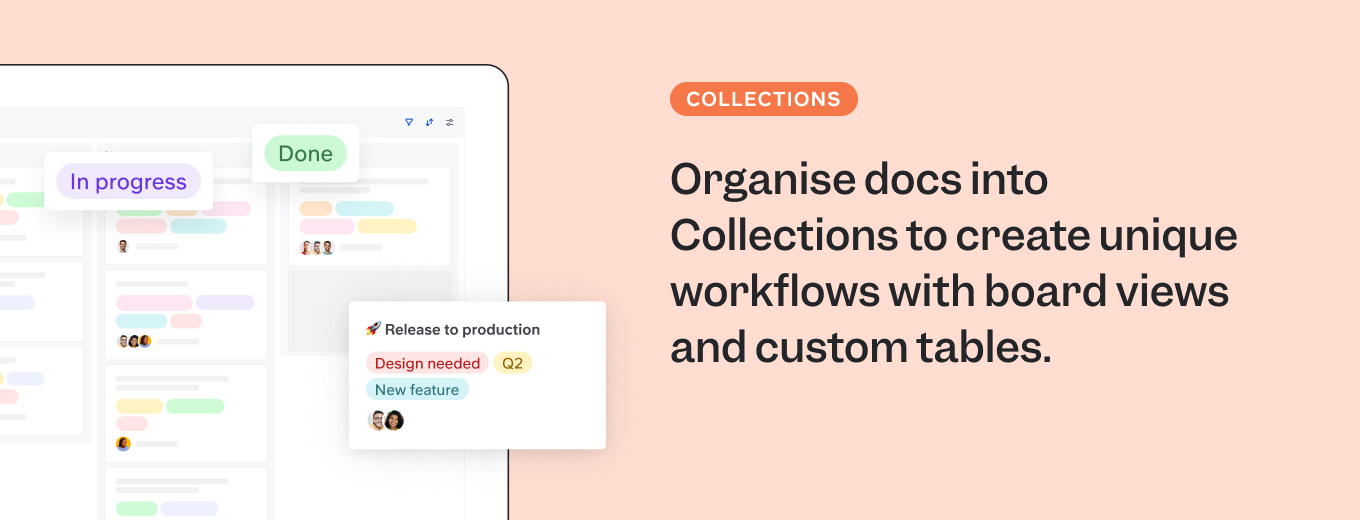 In progress
Done
🚀 Release to production
Design needed
Q2
New feature
COLLECTIONS
Organise docs into
Collections to create unique
workflows with board views
and custom tables.